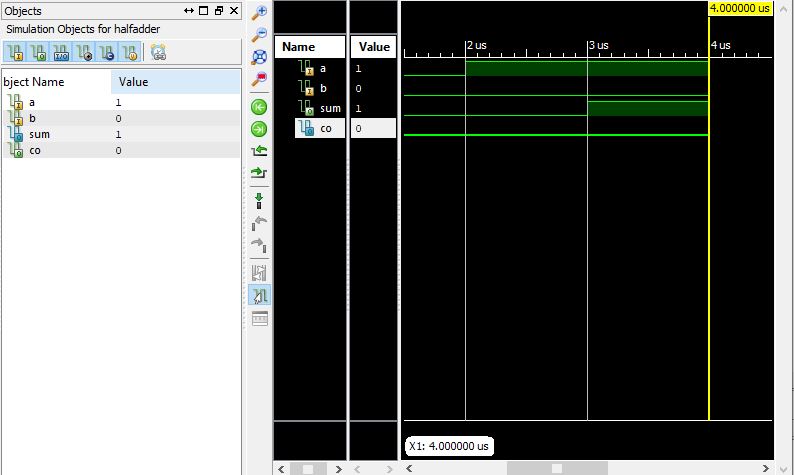 Objects
Simulation Objects for halfadder
bject Name Value
a 1
b 0
sum 1
co 0
Name Value
a 1
b 0
sum 1
co 0
4.000000 us
2 us 3 us 4 us
X1: 4.000000 us